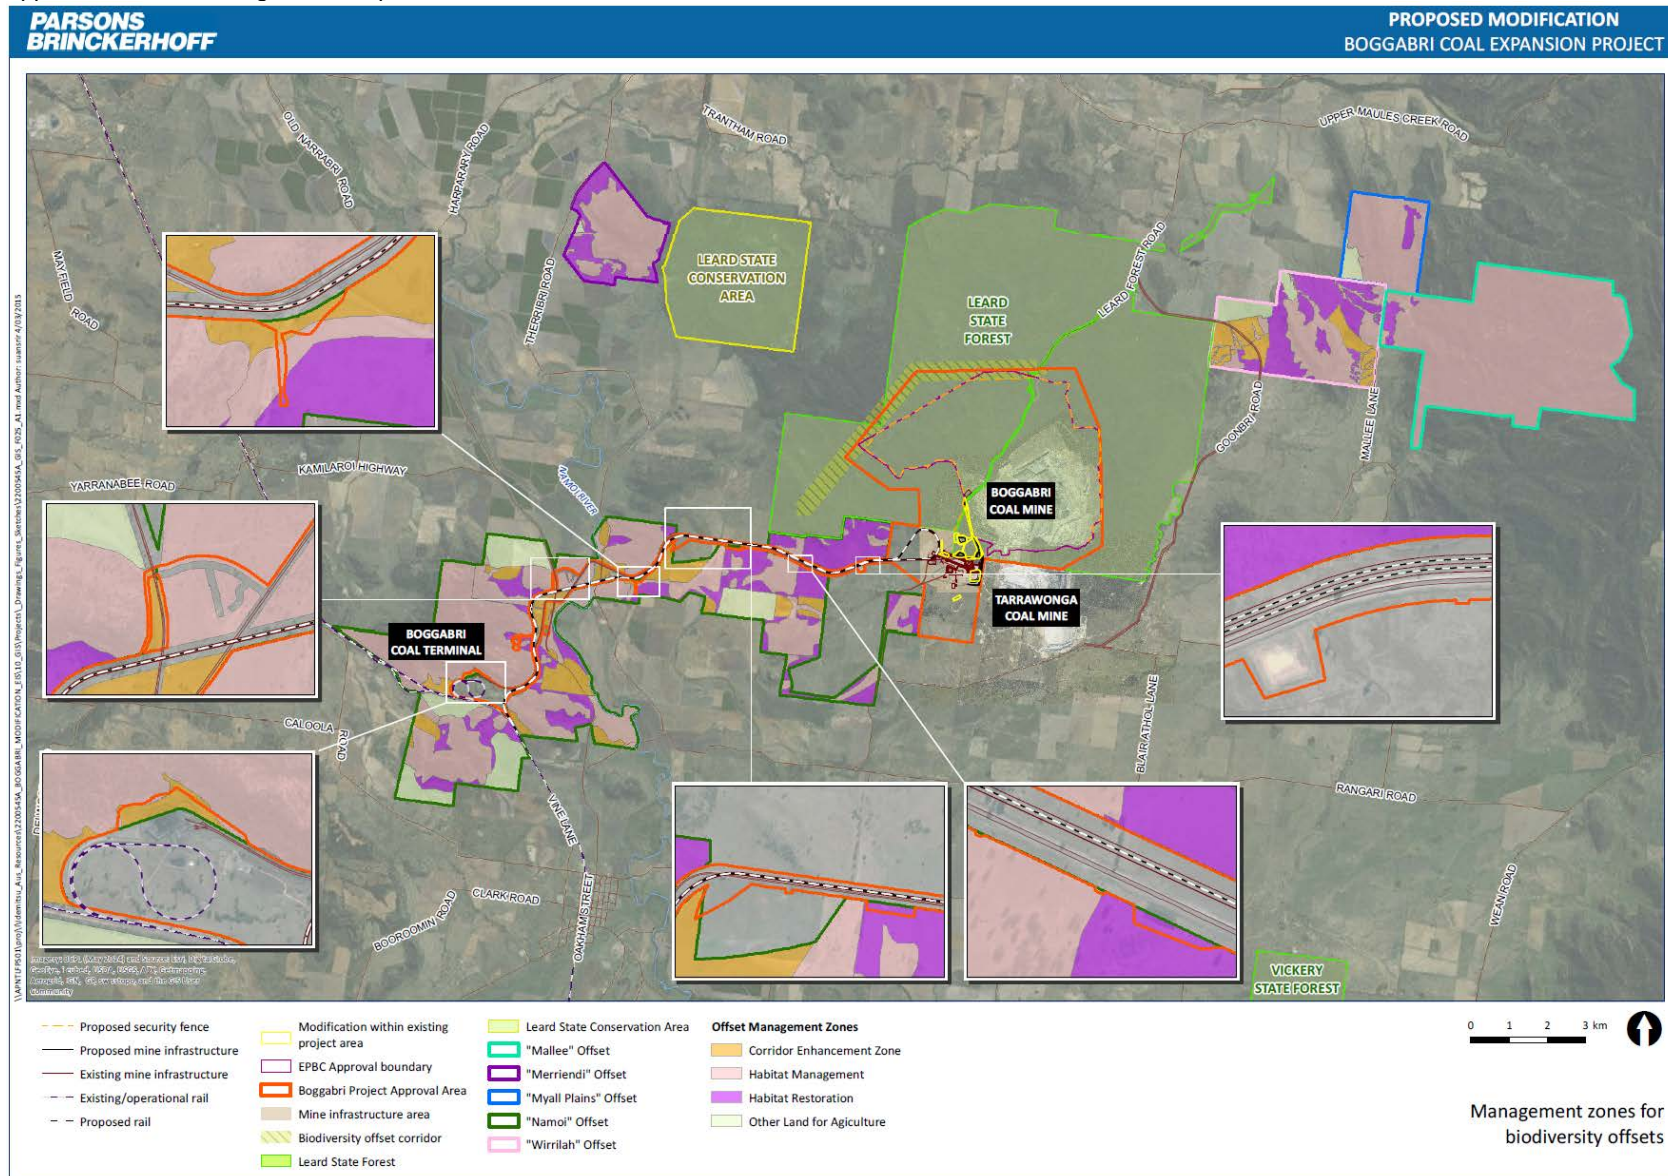 PARSONS
BRINCKERHOFF
PROPOSED MODIFICATION
BOGGABRI COAL EXPANSION PROJECT
OLD NARRABRI ROAD
HARPARARY ROAD
TRANTHAM ROAD
UPPER MAULES CREEK ROAD
MAYFIELD ROAD
THERRIBRI ROAD
LEARD STATE
CONSERVATION
AREA
LEARD
STATE
FOREST
LEARD FOREST ROAD
GOONBRI ROAD
MALLEE LANE
KAMILAROI HIGHWAY
YARRANABEE ROAD
NAMOI RIVER
BOGGABRI
COAL MINE
TARRAWONGA
COAL MINE
BOGGABRI
COAL TERMINAL
CALOOLA ROAD
VINE LANE
BLAIR ATHOL LANE
RANGARI ROAD
CLARK ROAD
BOOROOMIN ROAD
OAKHAM STREET
WEAN ROAD
VICKERY
STATE FOREST
Community
Proposed security fence
Proposed mine infrastructure
Existing mine infrastructure
Existing/operational rail
Proposed rail
Modification within existing
project area
EPBC Approval boundary
Boggabri Project Approval Area
Mine infrastructure area
Biodiversity offset corridor
Leard State Forest
Leard State Conservation Area
"Mallee" Offset
"Merriendi" Offset
"Myall Plains" Offset
"Namoi" Offset
"Wirrilah" Offset
Offset Management Zones
Corridor Enhancement Zone
Habitat Management
Habitat Restoration
Other Land for Agiculture
0 1 2 3 km
Management zones for
biodiversity offsets